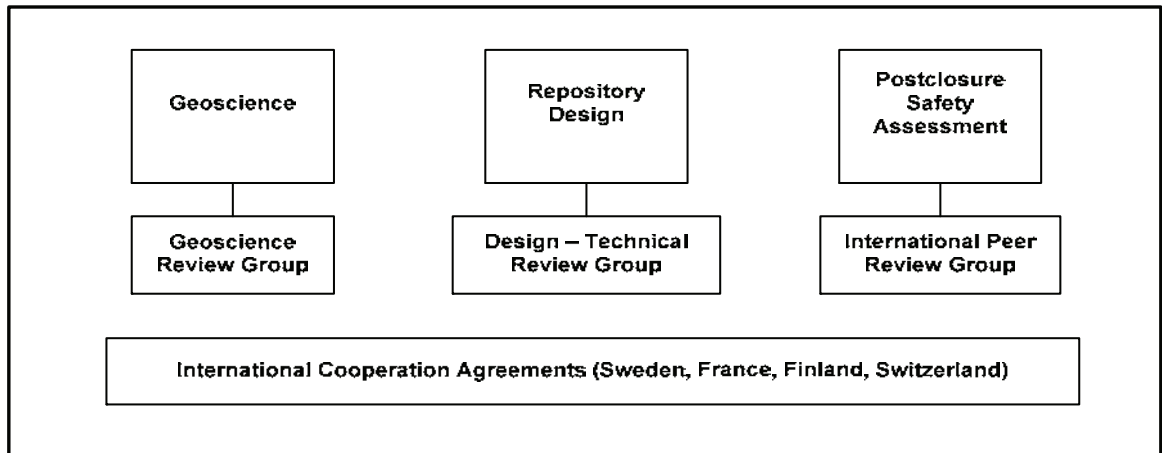 Geoscience
Repository
Design
Postclosure
Safety
Assessment
Geoscience
Review Group
Design – Technical
Review Group
International Peer
Review Group
International Cooperation Agreements (Sweden, France, Finland, Switzerland)